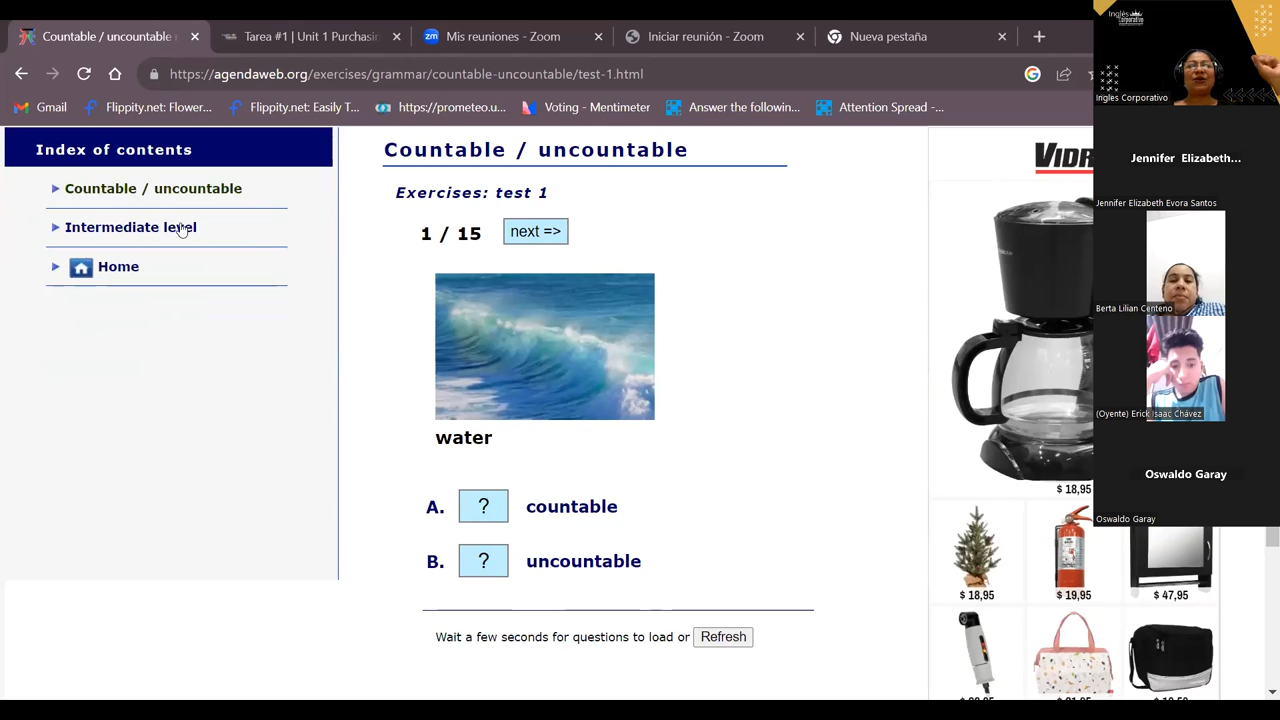 Countable / uncountable
Tarea #1 | Unit 1 Purchasin
Mis reuniones - Zoom
Iniciar reunión - Zoom
Nueva pestaña
https://agendaweb.org/exercises/grammar/countable-uncountable/test-1.html
Gmail
Flippity.net: Flower...
Flippity.net: Easily T...
https://prometeo.u...
Voting - Mentimeter
Answer the followin...
Attention Spread -...
Index of contents
Countable / uncountable
Intermediate level
Home
Countable / uncountable
Exercises: test 1
1 / 15
next =>
water
A. ? countable
B. ? uncountable
Wait a few seconds for questions to load or Refresh
VIDR
$ 18,95
$ 18,95
$ 19,95
$ 47,95
Inglés
Corporativo
Ingles Corporativo
Jennifer Elizabeth...
Jennifer Elizabeth Evora Santos
Berta Lilian Centeno
(Oyente) Erick Isaac Chávez
Oswaldo Garay
Oswaldo Garay